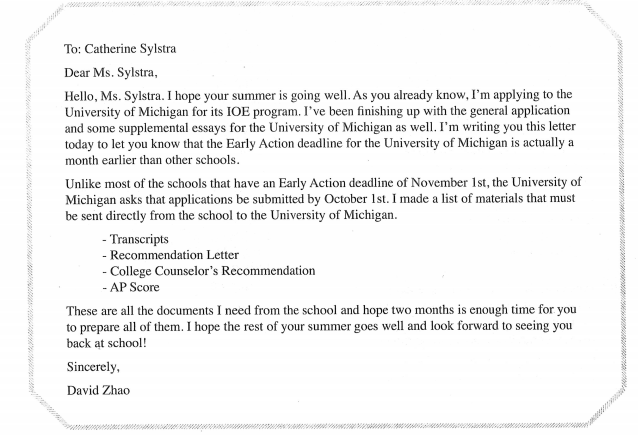 To: Catherine Sylstra
Dear Ms. Sylstra,
Hello, Ms. Sylstra. I hope your summer is going well. As you already know, I'm applying to the
University of Michigan for its IOE program. I've been finishing up with the general application
and some supplemental essays for the University of Michigan as well. I'm writing you this letter
today to let you know that the Early Action deadline for the University of Michigan is actually a
month earlier than other schools.
Unlike most of the schools that have an Early Action deadline of November 1st, the University of
Michigan asks that applications be submitted by October 1st. I made a list of materials that must
be sent directly from the school to the University of Michigan.
- Transcripts
- Recommendation Letter
- College Counselor's Recommendation
- AP Score
These are all the documents I need from the school and hope two months is enough time for you
to prepare all of them. I hope the rest of your summer goes well and look forward to seeing you
back at school!
Sincerely,
David Zhao